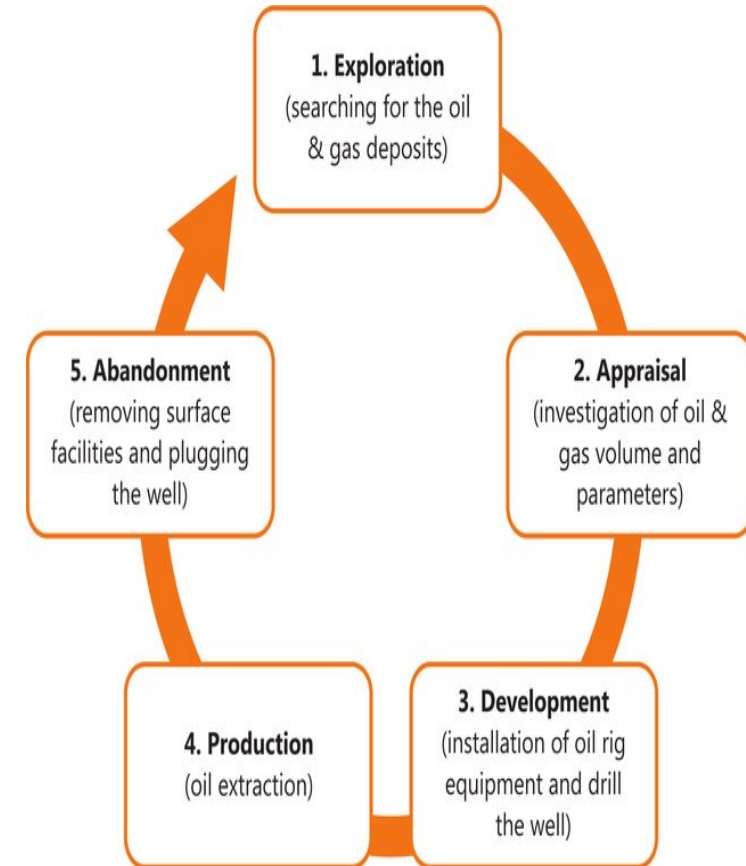 1. Exploration
(searching for the oil
& gas deposits)
2. Appraisal
(investigation of oil &
gas volume and
parameters)
3. Development
(installation of oil rig
equipment and drill
the well)
4. Production
(oil extraction)
5. Abandonment
(removing surface
facilities and plugging
the well)